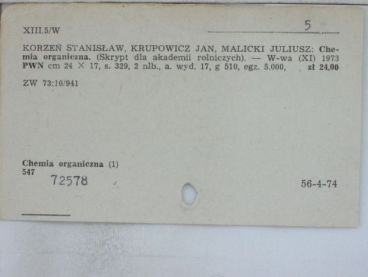 XIII.5/W
5
KORZEŃ STANISŁAW, KRUPOWICZ JAN, MALICKI JULIUSZ: Che-
mia organiczna. (Skrypt dla akademii rolniczych). — W-wa (XI) 1973
PWN cm 24 × 17, s. 329, 2 nlb., a. wyd. 17, g 510, egz. 5.000, zł 24,00
ZW 73:10/941
Chemia organiczna (1)
547
72578
56-4-74